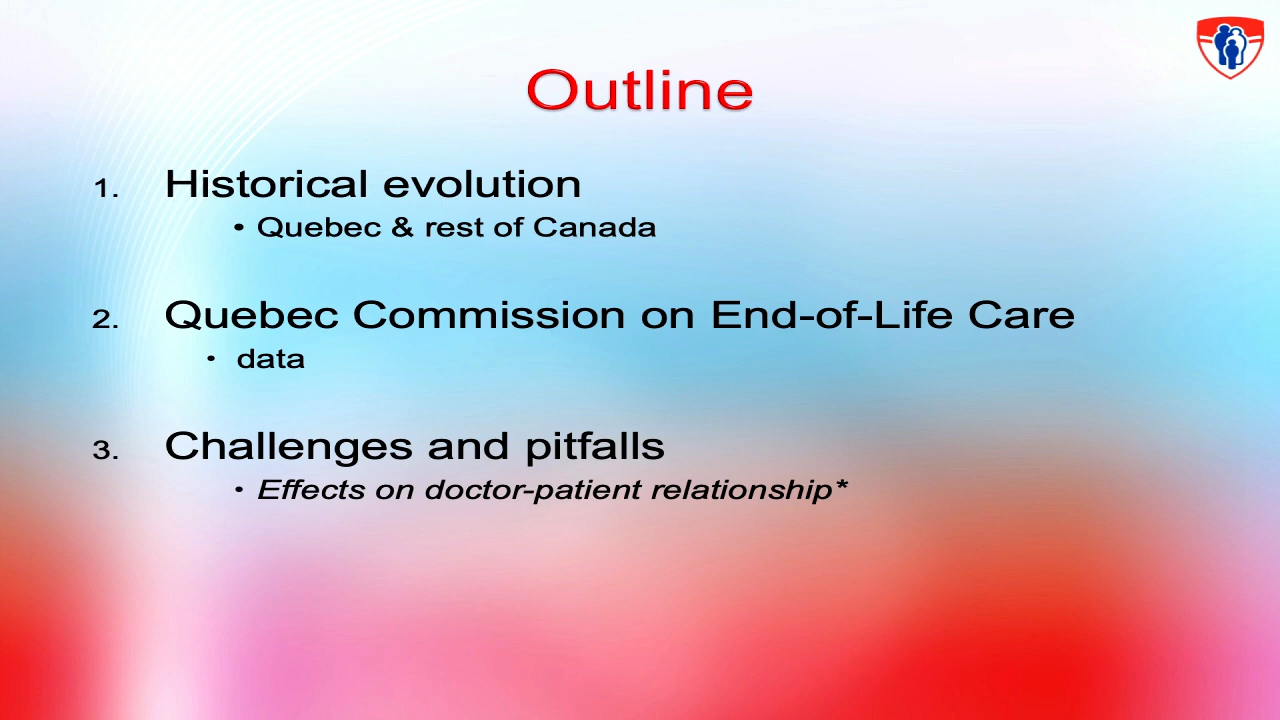 Outline
1. Historical evolution
• Quebec & rest of Canada
2. Quebec Commission on End-of-Life Care
• data
3. Challenges and pitfalls
• Effects on doctor-patient relationship*